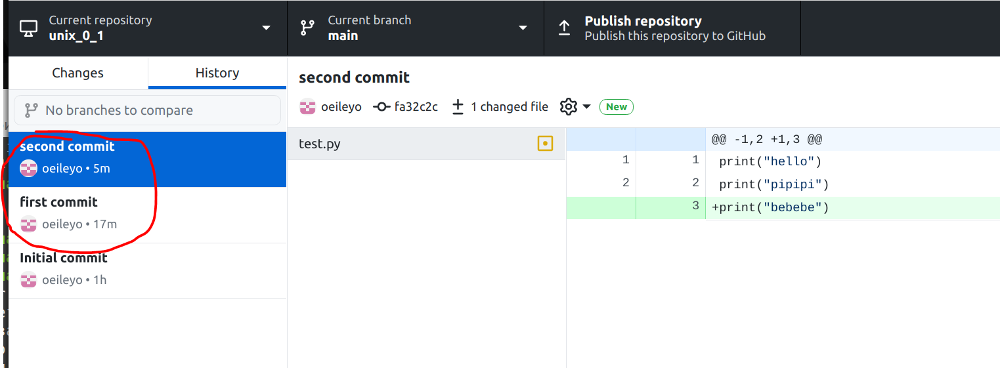 Current repository
unix_0_1
Current branch
main
Publish repository
Publish this repository to GitHub
Changes
History
No branches to compare
second commit
oeileyo • 5m
first commit
oeileyo • 17m
Initial commit
oeileyo • 1h
second commit
oeileyo fa32c2c 1 changed file New
test.py
@@ -1,2 +1,3 @@
1 1 print("hello")
2 2 print("pipipi")
3 +print("bebebe")